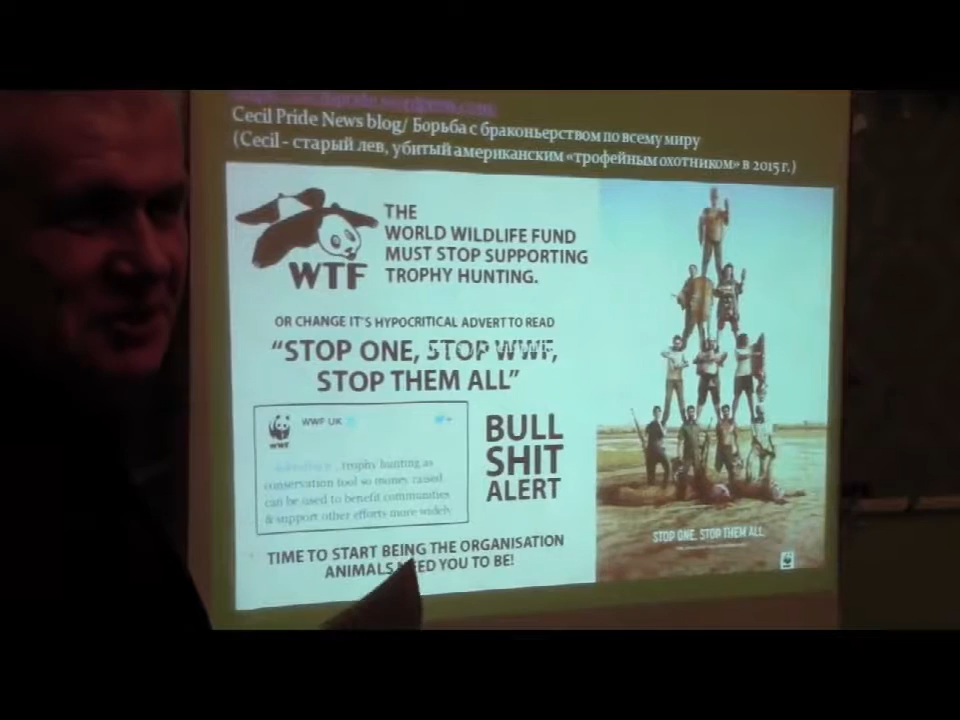 Cecil Pride News blog/ Борьба с браконьерством по всему миру
(Cecil - старый лев, убитый американским «трофейным охотником» в 2015 г.)
WTF
THE
WORLD WILDLIFE FUND
MUST STOP SUPPORTING
TROPHY HUNTING.
OR CHANGE IT'S HYPOCRITICAL ADVERT TO READ
"STOP ONE, STOP WWF,
STOP THEM ALL"
WWF
WWF UK
trophy hunting as
conservation tool so money raised
can be used to benefit communities
& support other efforts more widely
BULL
SHIT
ALERT
TIME TO START BEING THE ORGANISATION
ANIMALS NEED YOU TO BE!
STOP ONE. STOP THEM ALL.